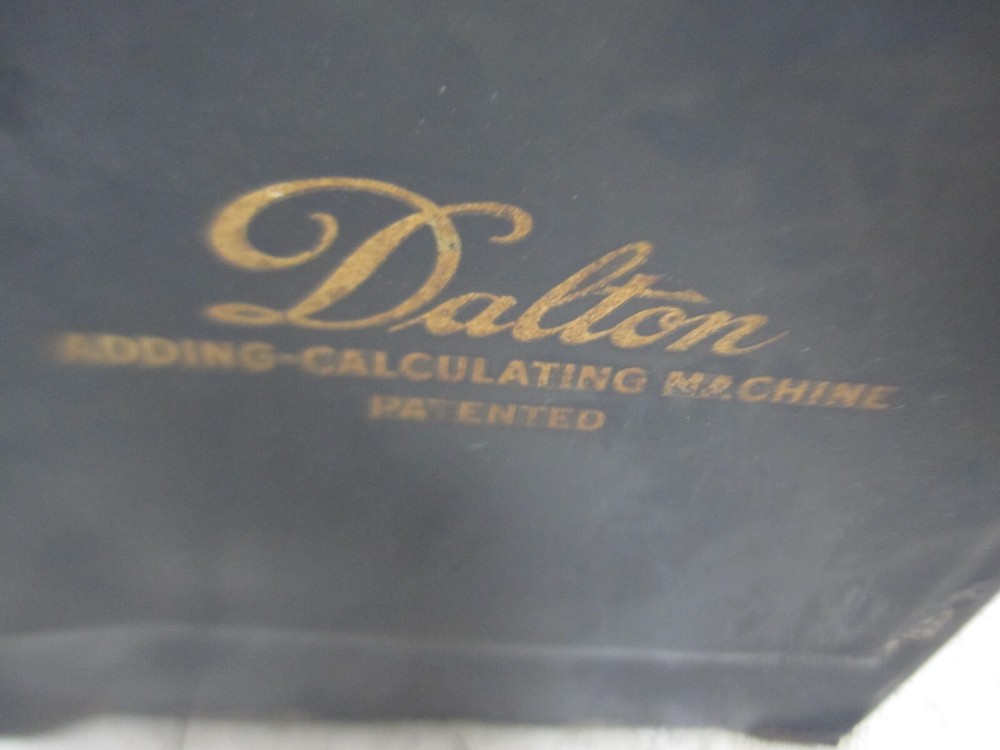 Dalton
ADDING-CALCULATING MACHINE
PATENTED